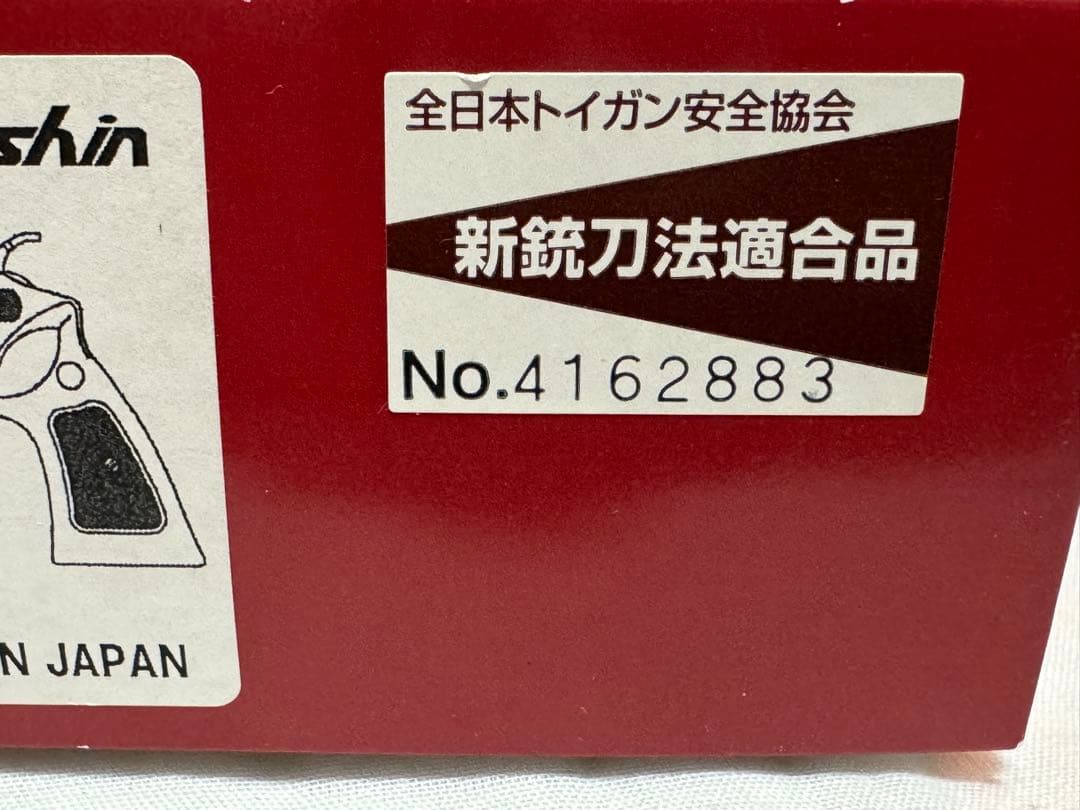 shin
N JAPAN
全日本トイガン安全協会
新銃刀法適合品
No.4162883